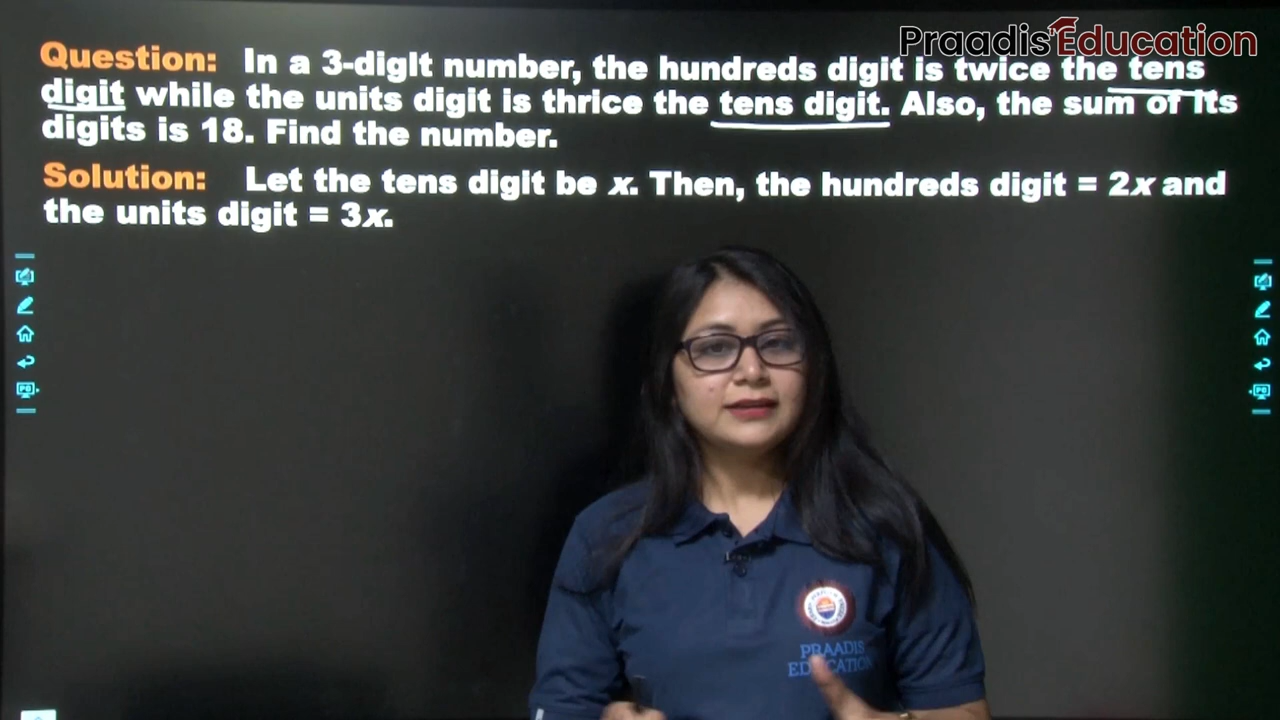 Praadis Education
Question: In a 3-digit number, the hundreds digit is twice the tens
digit while the units digit is thrice the tens digit. Also, the sum of its
digits is 18. Find the number.
Solution: Let the tens digit be x. Then, the hundreds digit = 2x and
the units digit = 3x.
PRAADIS
EDUCATION